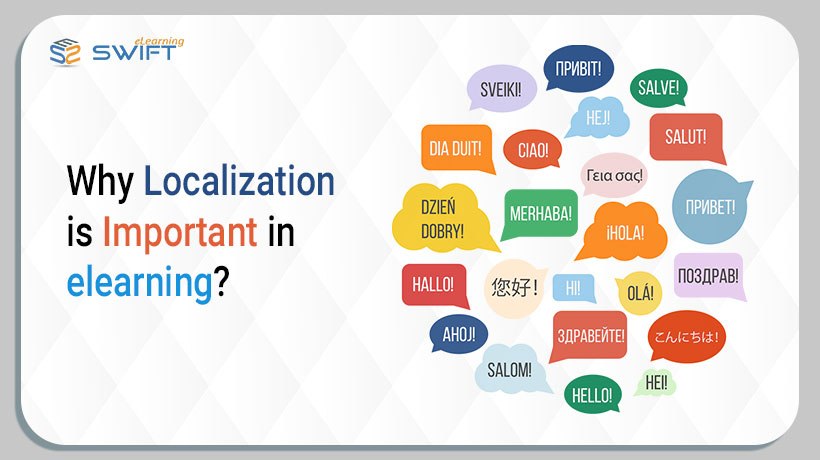 eLearning
SWIFT
Why Localization
is Important in
elearning?
ПРИВІТ!
SVEIKI!
SALVE!
HEJ!
DIA DUIT!
CIAO!
SALUT!
Γεια σας!
DZIEŃ
DOBRY!
MERHABA!
¡HOLA!
ПРИВЕТ!
HALLO!
您好!
HI!
OLÁ!
ПОЗДРАВ!
AHOJ!
ЗДРАВЕЙТЕ!
こんにちは!
SALOM!
HELLO!
HEI!